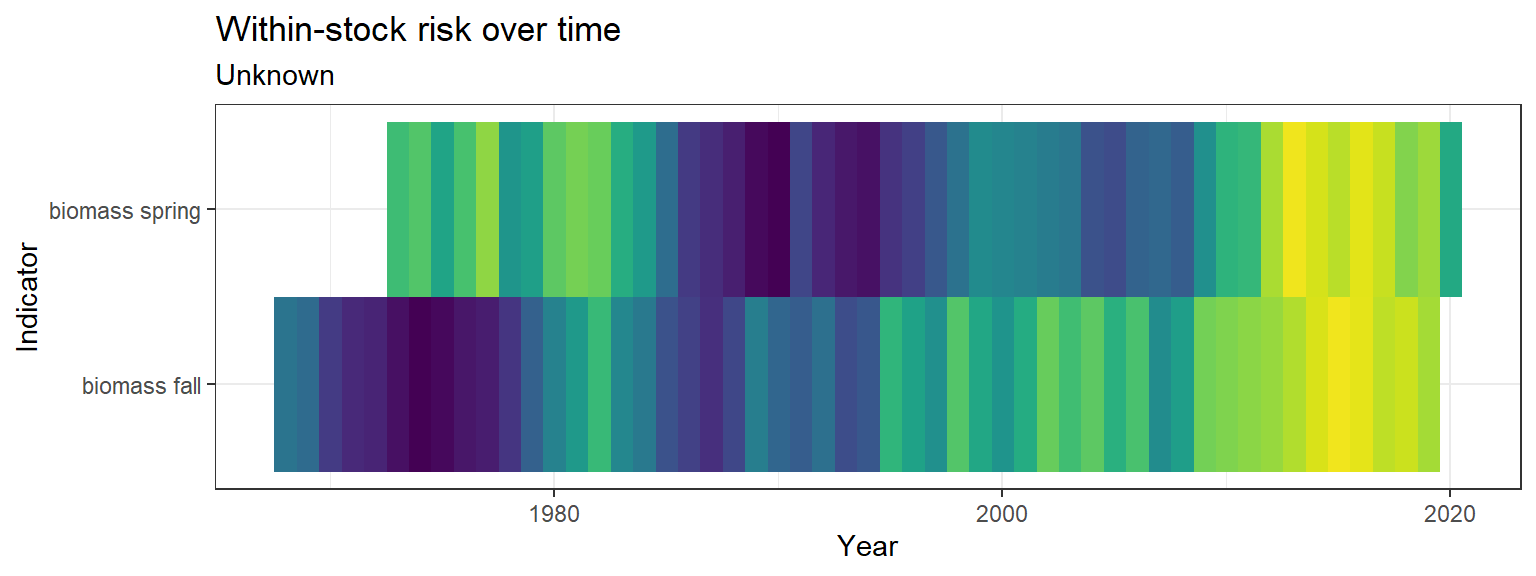 Within-stock risk over time
Unknown
biomass spring
biomass fall
Indicator
1980
2000
2020
Year